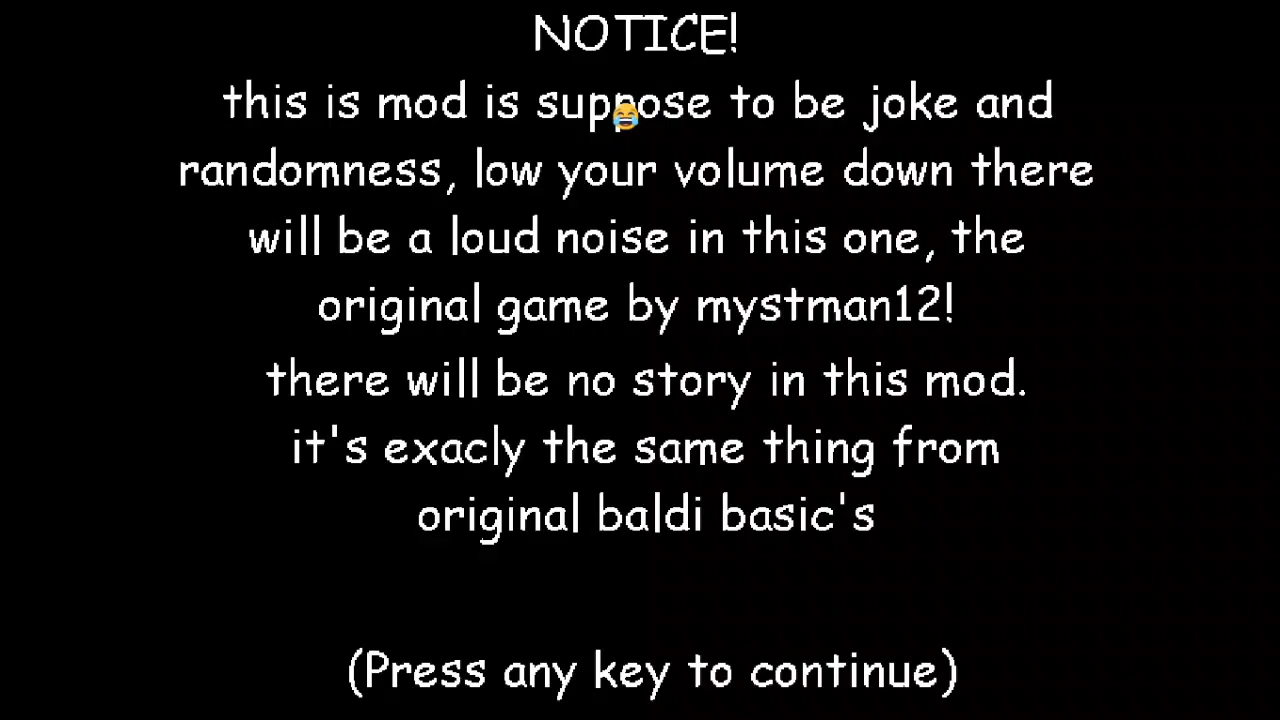 NOTICE!
this is mod is suppose to be joke and
randomness, low your volume down there
will be a loud noise in this one, the
original game by mystman12!
there will be no story in this mod.
it's exacly the same thing from
original baldi basic's
(Press any key to continue)